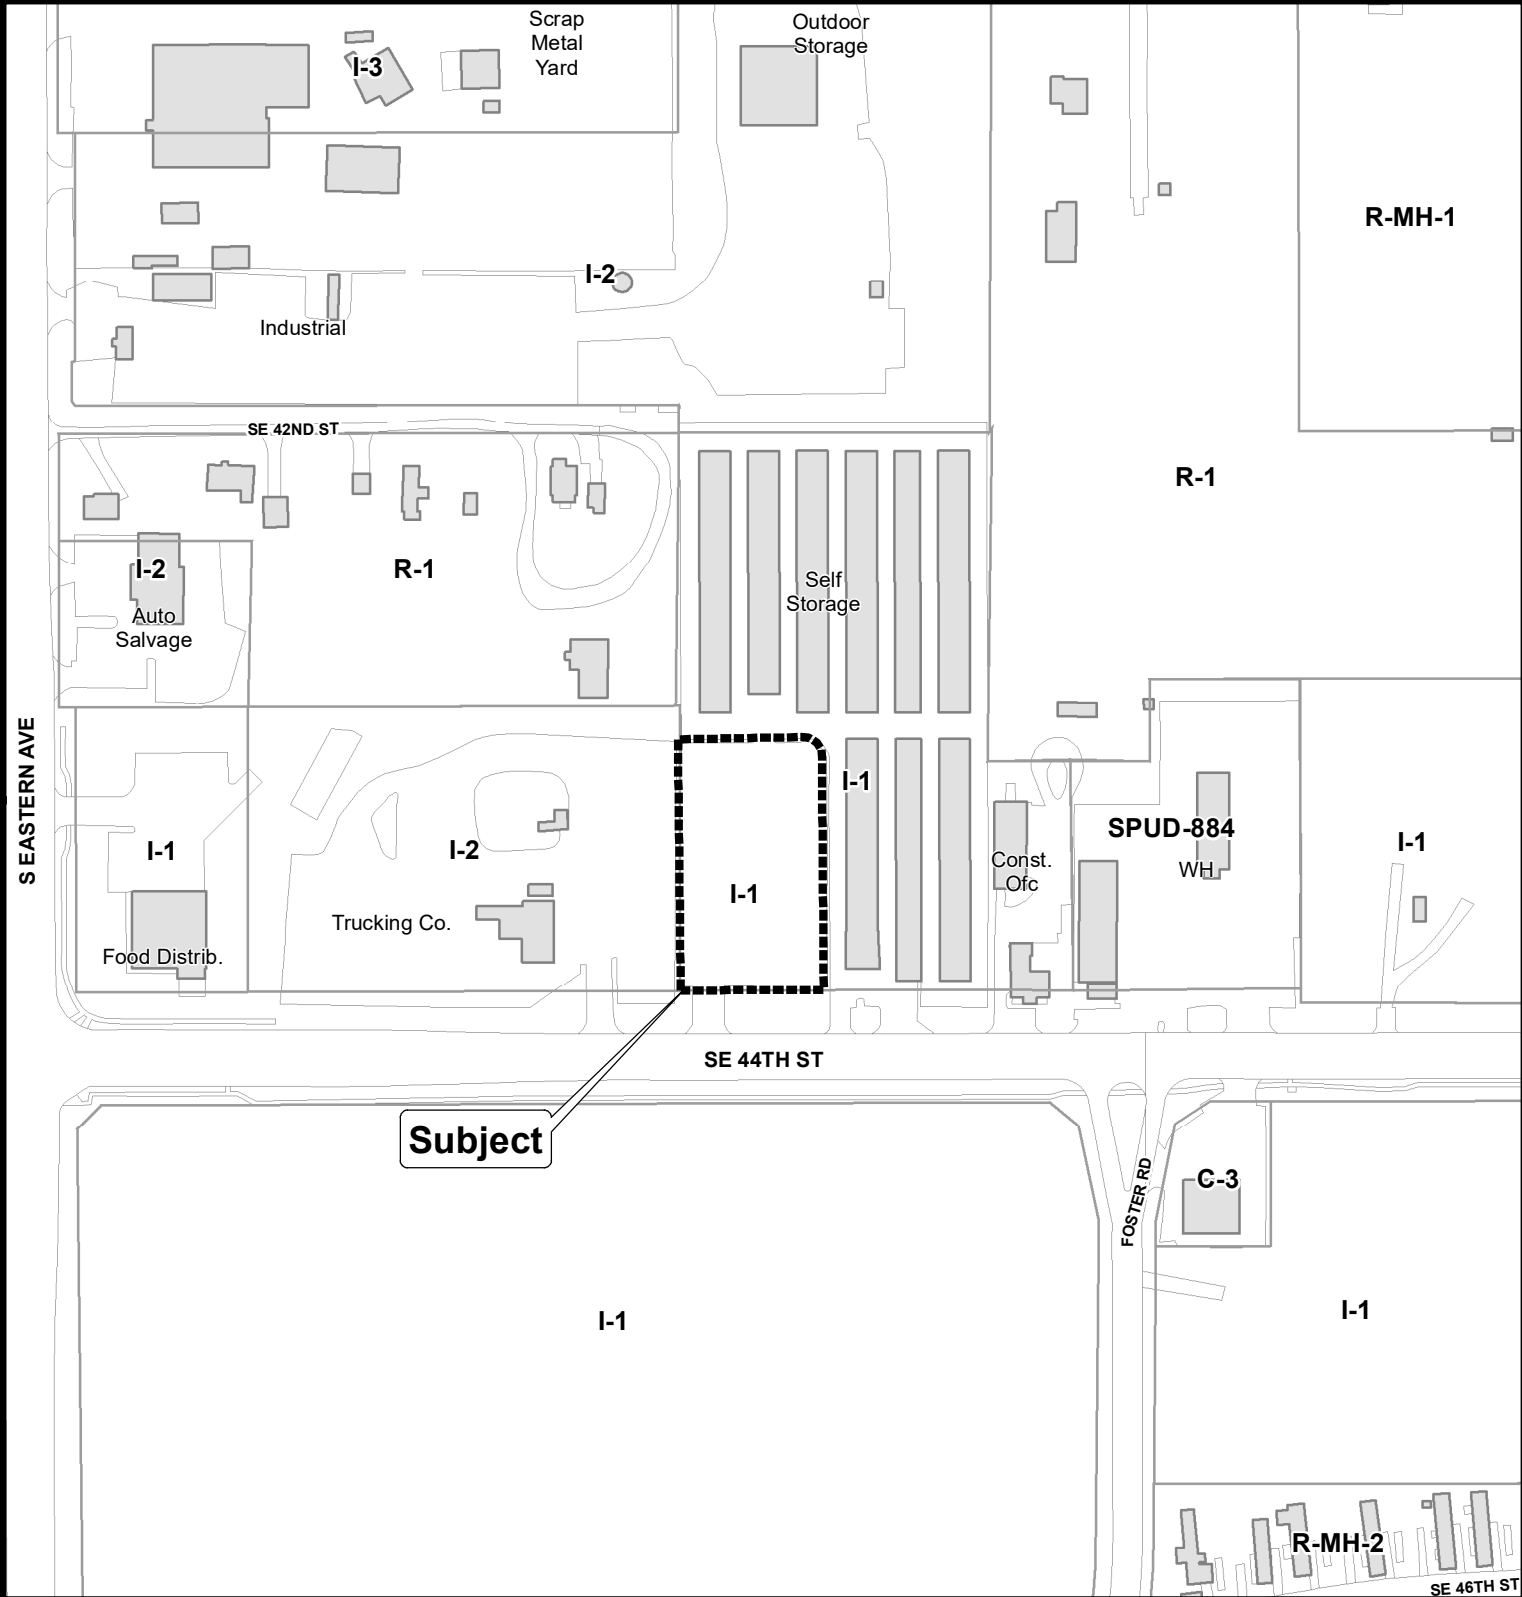 Scrap
Metal
Yard
Outdoor
Storage
I-3
R-MH-1
I-2
Industrial
SE 42ND ST
R-1
I-2
R-1
Auto
Salvage
Self
Storage
S EASTERN AVE
I-1
I-1
I-2
SPUD-884
I-1
Const.
Ofc
WH
I-1
Trucking Co.
Food Distrib.
SE 44TH ST
Subject
FOSTER RD
C-3
I-1
I-1
R-MH-2
SE 46TH ST